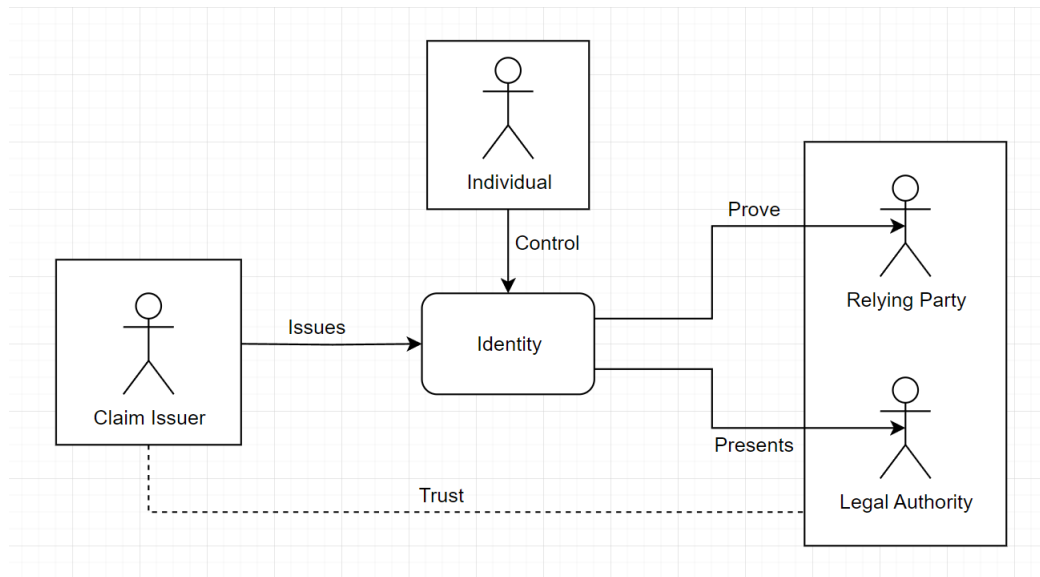 Individual
Control
Prove
Relying Party
Issues
Identity
Claim Issuer
Presents
Legal Authority
Trust